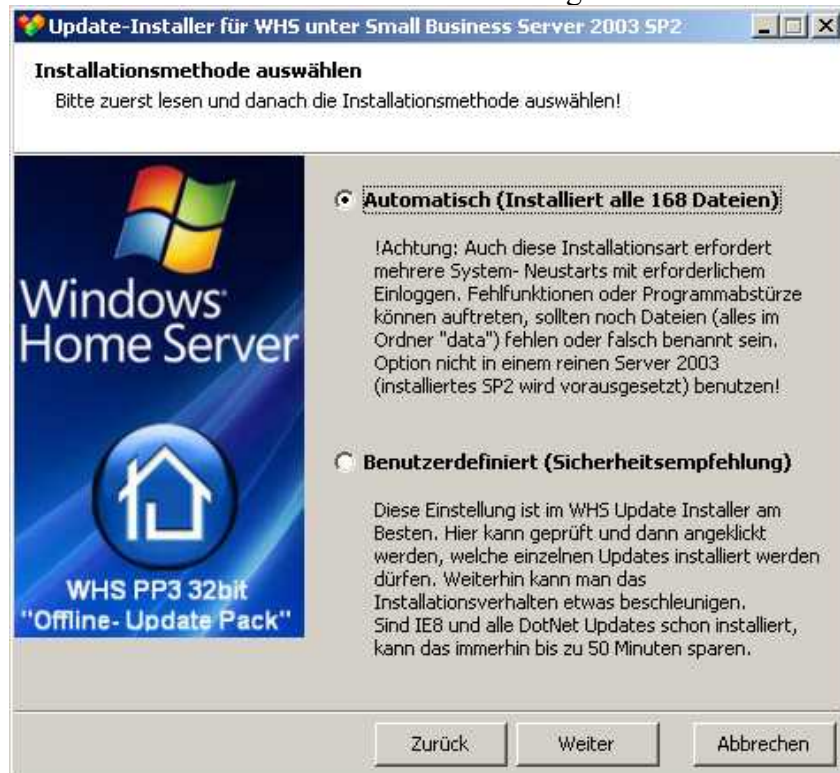 Update-Installer für WHS unter Small Business Server 2003 SP2
Installationsmethode auswählen
Bitte zuerst lesen und danach die Installationsmethode auswählen!
Windows
Home Server
WHS PP3 32bit
"Offline- Update Pack"
Automatisch (Installiert alle 168 Dateien)
!Achtung: Auch diese Installationsart erfordert
mehrere System- Neustarts mit erforderlichem
Einloggen. Fehlfunktionen oder Programmabstürze
können auftreten, sollten noch Dateien (alles im
Ordner "data") fehlen oder falsch benannt sein.
Option nicht in einem reinen Server 2003
(installiertes SP2 wird vorausgesetzt) benutzen!
Benutzerdefiniert (Sicherheitsempfehlung)
Diese Einstellung ist im WHS Update Installer am
Besten. Hier kann geprüft und dann angeklickt
werden, welche einzelnen Updates installiert werden
dürfen. Weiterhin kann man das
Installationsverhalten etwas beschleunigen.
Sind IE8 und alle DotNet Updates schon installiert,
kann das immerhin bis zu 50 Minuten sparen.
Zurück
Weiter
Abbrechen